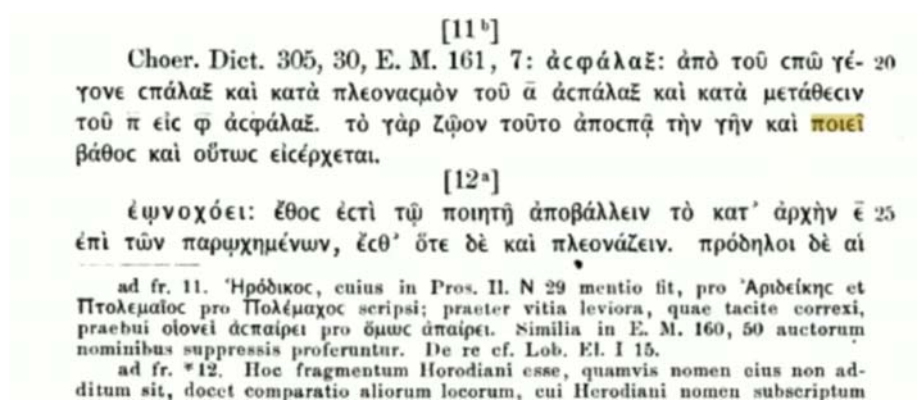 [11ᵇ]
Choer. Dict. 305, 30, E. M. 161, 7: ἀϲφάλαξ: ἀπὸ τοῦ ϲπῶ γέ- 20
γονε ϲπάλαξ καὶ κατὰ πλεοναϲμὸν τοῦ ᾱ ἀϲπάλαξ καὶ κατὰ μετάθεϲιν
τοῦ π̄ εἰϲ φ̄ ἀϲφάλαξ. τὸ γὰρ ζῷον τοῦτο ἀποϲπᾷ τὴν γῆν καὶ ποιεῖ
βάθοϲ καὶ οὕτωϲ εἰϲέρχεται.
[12ᵃ]
ἐῳνοχόει: ἔθοϲ ἐϲτὶ τῷ ποιητῇ ἀποβάλλειν τὸ κατ’ ἀρχὴν ε̄ 25
ἐπὶ τῶν παρῳχημένων, ἔϲθ’ ὅτε δὲ καὶ πλεονάζειν. πρόδηλοι δὲ αἱ
ad fr. 11. Ἡρόδικοϲ, cuius in Pros. Il. N 29 mentio fit, pro Ἀριδείκηϲ et
Πτολεμαῖοϲ pro Πολέμαχοϲ scripsi; praeter vitia leviora, quae tacite correxi,
praebui οἱονεὶ ἀϲπαίρει pro ὅμωϲ ἀπαίρει. Similia in E. M. 160, 50 auctorum
nominibus suppressis proferuntur. De re cf. Lob. El. I 15.
ad fr. *12. Hoc fragmentum Herodiani esse, quamvis nomen eius non ad-
ditum sit, docet comparatio aliorum locorum, cui Herodiani nomen subscriptum